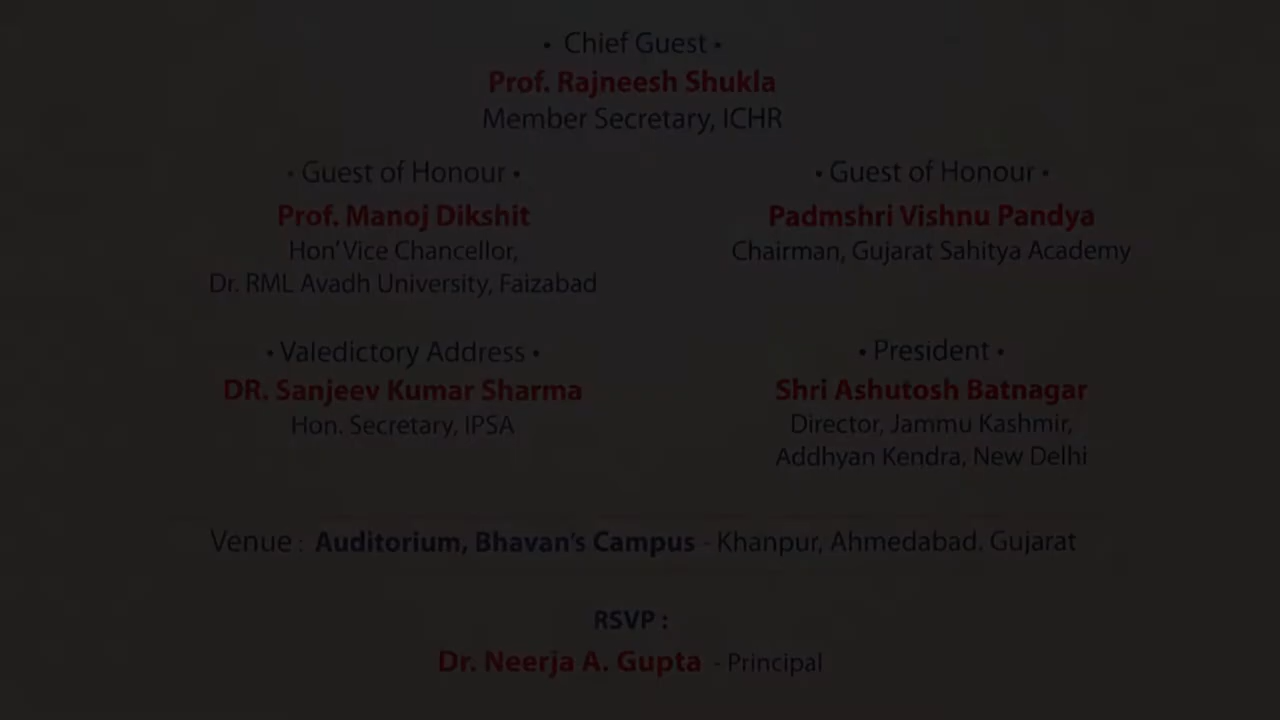 • Chief Guest •
Prof. Rajneesh Shukla
Member Secretary, ICHR
• Guest of Honour •
Prof. Manoj Dikshit
Hon' Vice Chancellor,
Dr. RML Avadh University, Faizabad
• Guest of Honour •
Padmshri Vishnu Pandya
Chairman, Gujarat Sahitya Academy
• Valedictory Address •
DR. Sanjeev Kumar Sharma
Hon. Secretary, IPSA
• President •
Shri Ashutosh Batnagar
Director, Jammu Kashmir,
Addhyan Kendra, New Delhi
Venue : Auditorium, Bhavan's Campus - Khanpur, Ahmedabad. Gujarat
RSVP :
Dr. Neerja A. Gupta - Principal